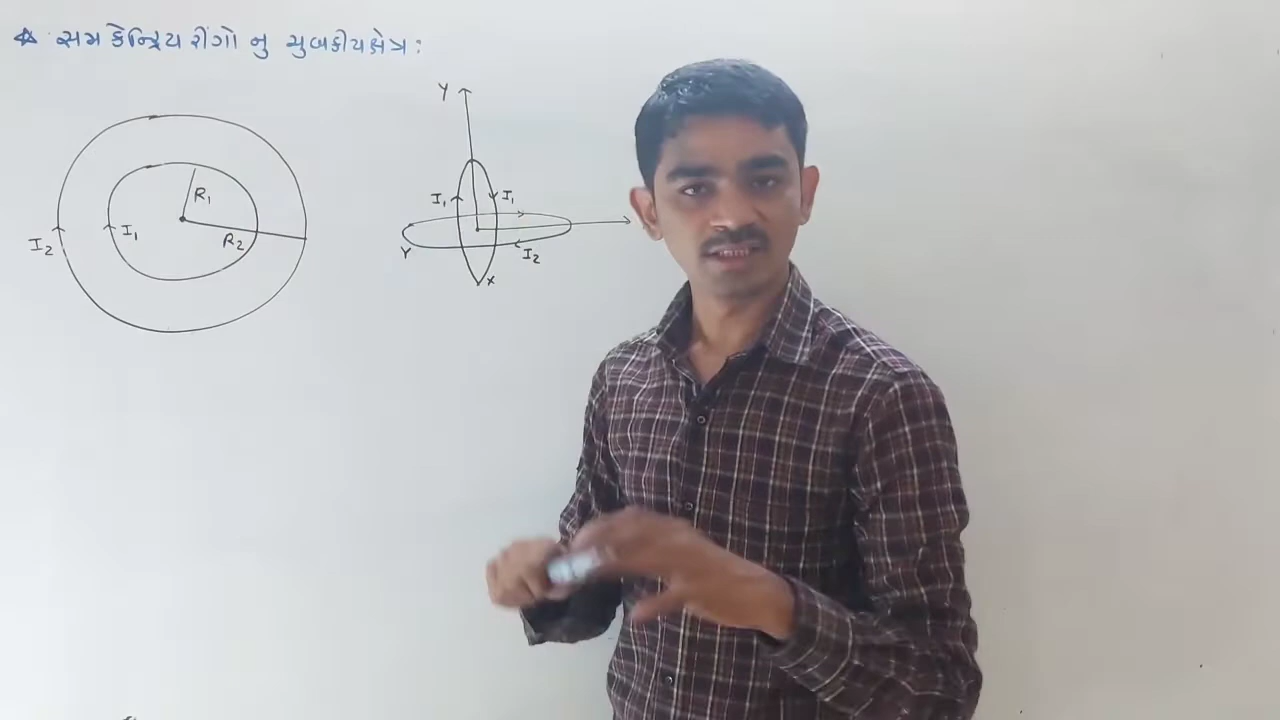 ☆ સમકેન્દ્રિય રીંગો નુ ચુંબકીયક્ષેત્ર :
R₁
R₂
I₁
I₂
Y
I₁
I₁
Y
I₂
X